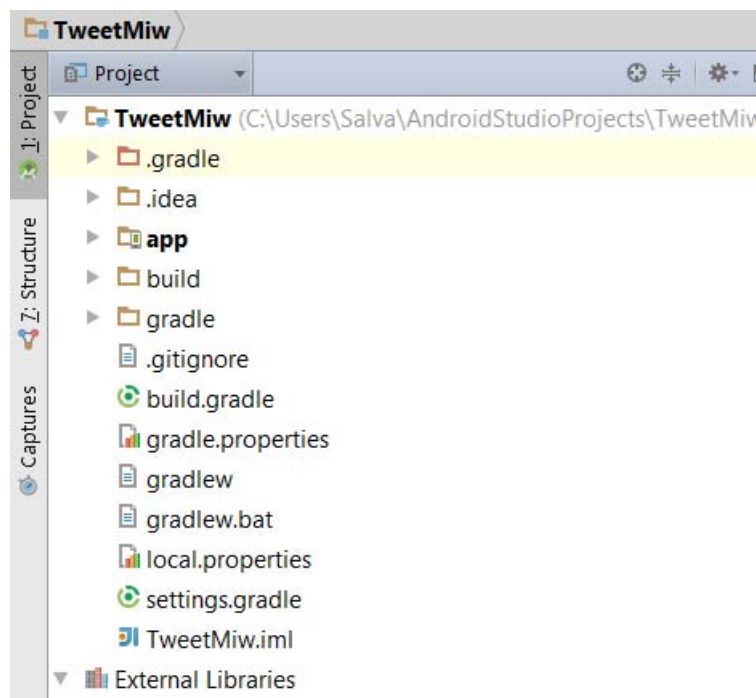 TweetMiw
1: Project
Z: Structure
Captures
Project
TweetMiw (C:\Users\Salva\AndroidStudioProjects\TweetMiw
.gradle
.idea
app
build
gradle
.gitignore
build.gradle
gradle.properties
gradlew
gradlew.bat
local.properties
settings.gradle
TweetMiw.iml
External Libraries